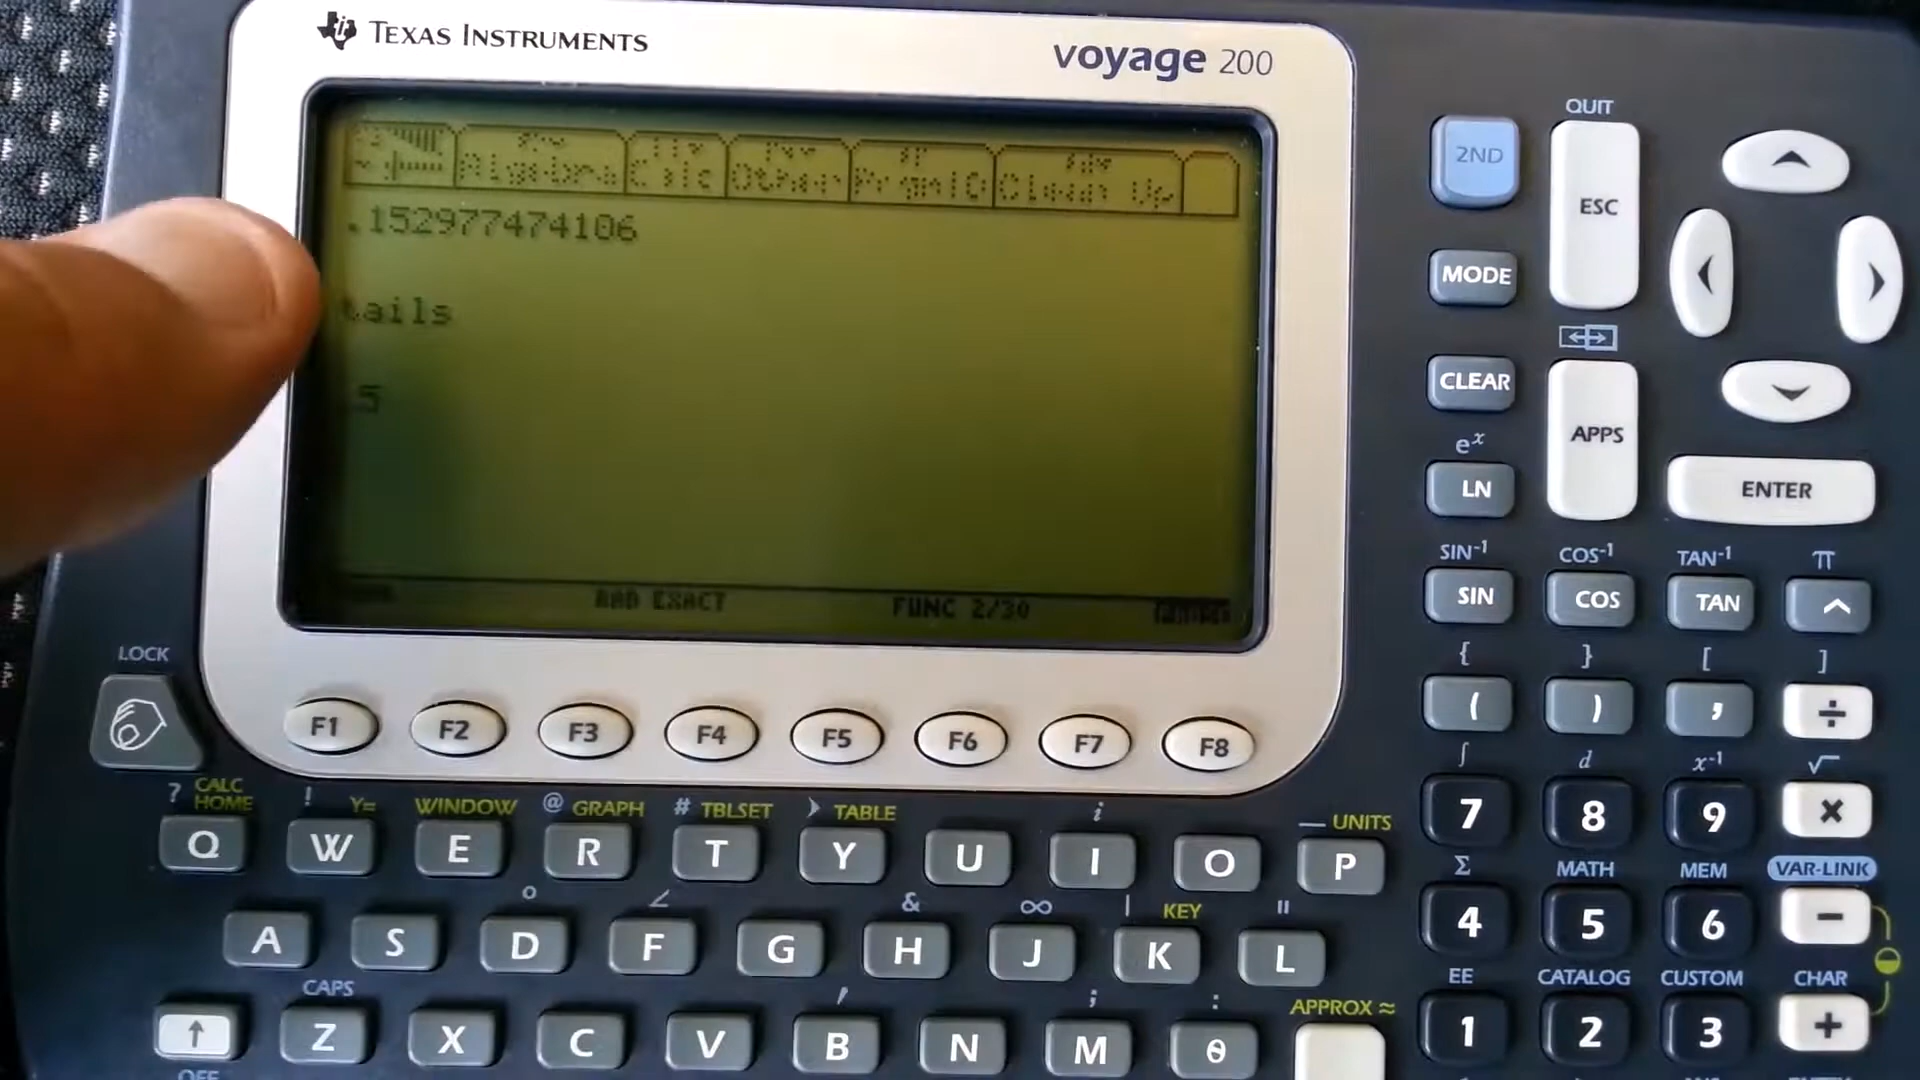 TEXAS INSTRUMENTS
voyage 200
Algebra Calc Other PrgmIO Clean Up
.152977474106
tails
.5
RAD EXACT FUNC 2/30
QUIT
2ND ESC
MODE
CLEAR
APPS
eˣ
LN ENTER
SIN⁻¹ COS⁻¹ TAN⁻¹ π
SIN COS TAN ^
{ } [ ]
( ) , ÷
∫ d x⁻¹ √
7 8 9 ×
Σ MATH MEM VAR-LINK
4 5 6 −
EE CATALOG CUSTOM CHAR
1 2 3 +
LOCK
F1 F2 F3 F4 F5 F6 F7 F8
? CALC HOME ! Y= WINDOW @ GRAPH # TBLSET > TABLE i _ UNITS
Q W E R T Y U I O P
° ∠ & ∞ | KEY "
A S D F G H J K L
CAPS ' ; : APPROX ≈
↑ Z X C V B N M θ
OFF